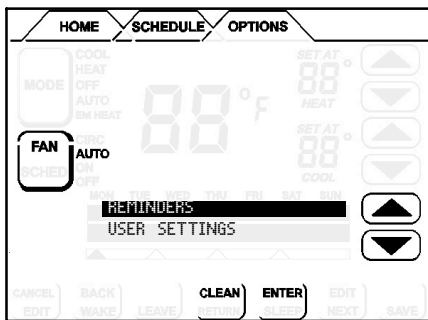 HOME SCHEDULE OPTIONS
COOL
HEAT
MODE OFF
AUTO
EM HEAT
SET AT
88°
HEAT
88°F
FAN
CIRC
AUTO
SCHED ON
OFF
SET AT
88°
COOL
MON TUE WED THU FRI SAT SUN
REMINDERS
USER SETTINGS
CANCEL BACK CLEAN ENTER EDIT
EDIT WAKE LEAVE RETURN SLEEP NEXT SAVE